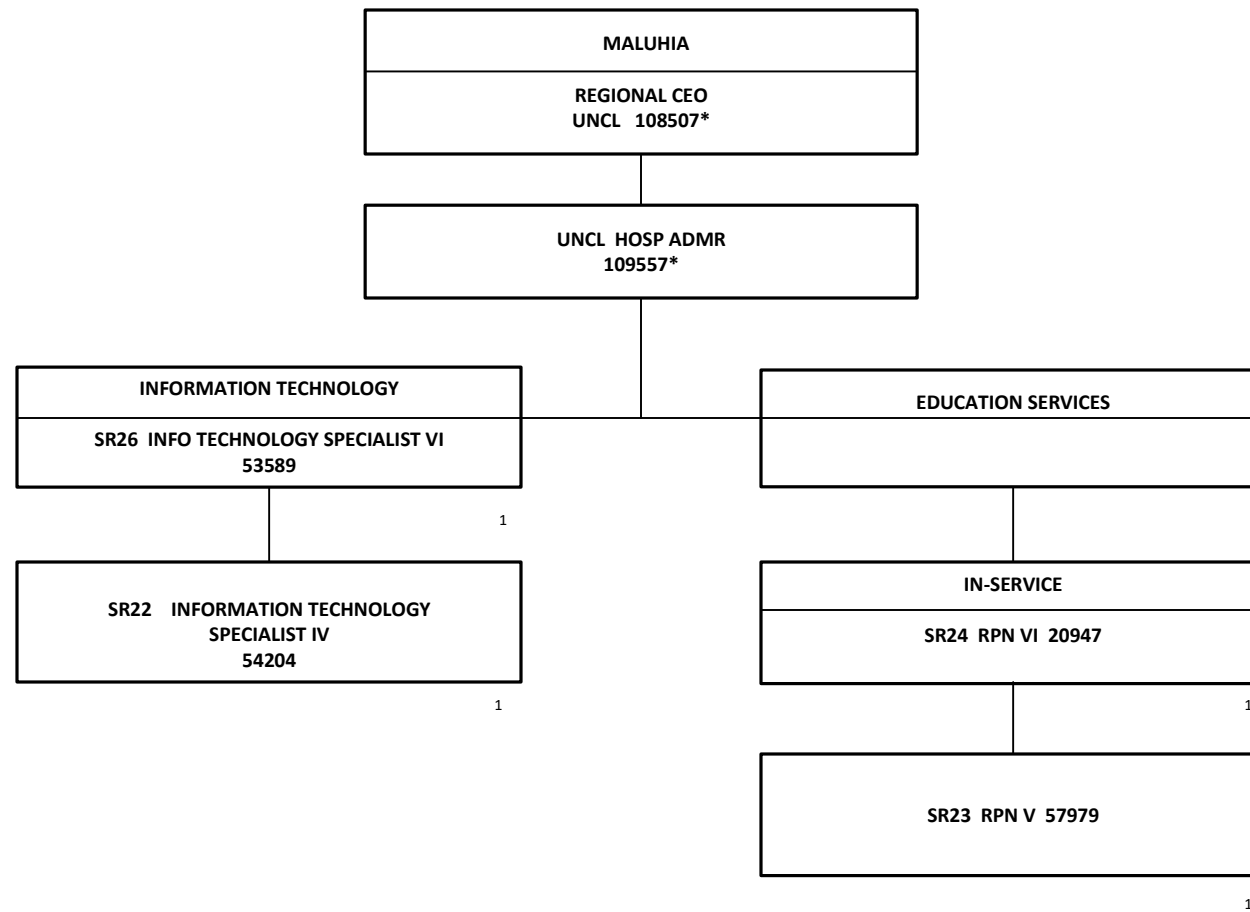 MALUHIA
REGIONAL CEO
UNCL 108507*
UNCL HOSP ADMR
109557*
INFORMATION TECHNOLOGY
SR26 INFO TECHNOLOGY SPECIALIST VI
53589
1
SR22 INFORMATION TECHNOLOGY
SPECIALIST IV
54204
1
EDUCATION SERVICES
IN-SERVICE
SR24 RPN VI 20947
1
SR23 RPN V 57979
1